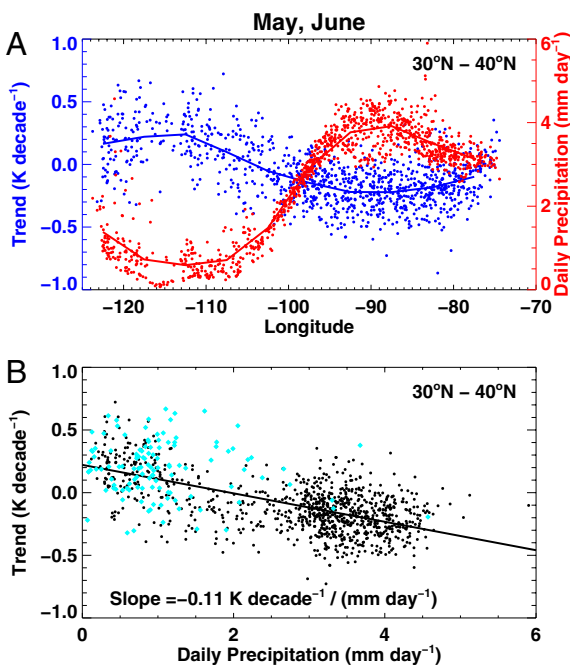 May, June
A
30°N – 40°N
1.0
0.5
0.0
−0.5
−1.0
Trend (K decade⁻¹)
6
4
2
0
Daily Precipitation (mm day⁻¹)
−120 −110 −100 −90 −80 −70
Longitude
B
30°N – 40°N
1.0
0.5
0.0
−0.5
−1.0
Trend (K decade⁻¹)
Slope =−0.11 K decade⁻¹ / (mm day⁻¹)
0 2 4 6
Daily Precipitation (mm day⁻¹)